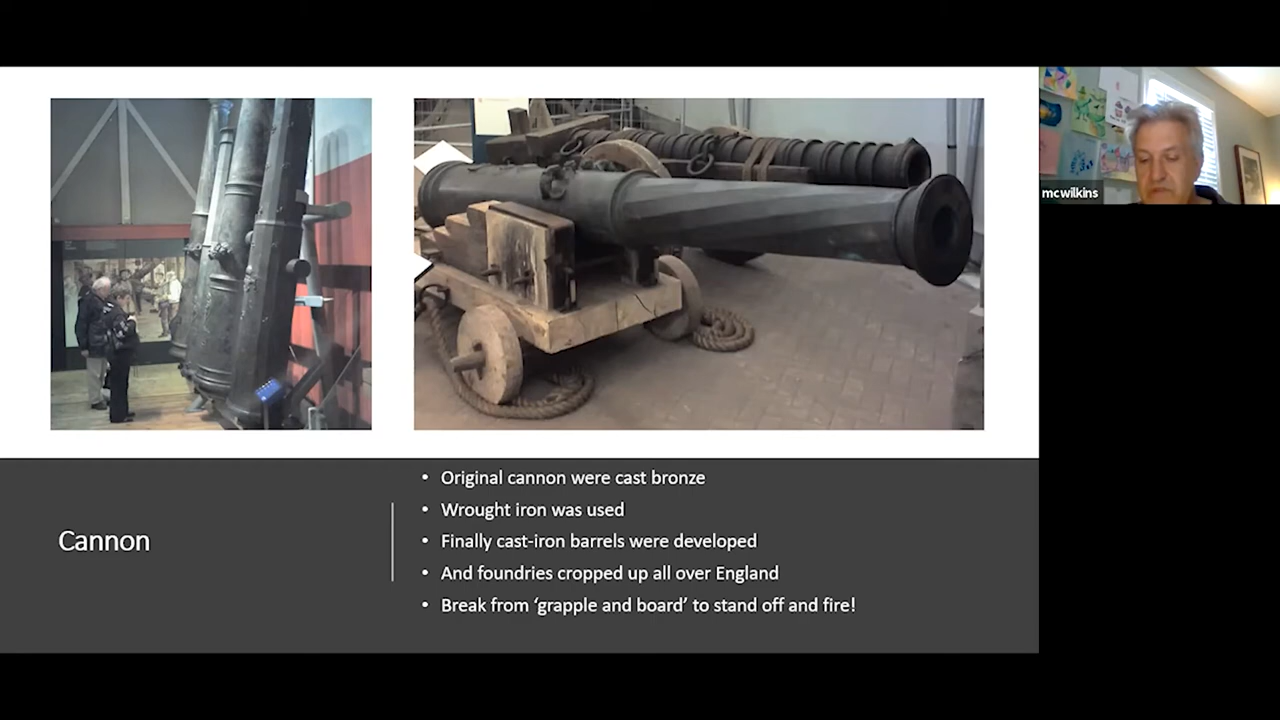 mcwilkins
Cannon
• Original cannon were cast bronze
• Wrought iron was used
• Finally cast-iron barrels were developed
• And foundries cropped up all over England
• Break from ‘grapple and board’ to stand off and fire!